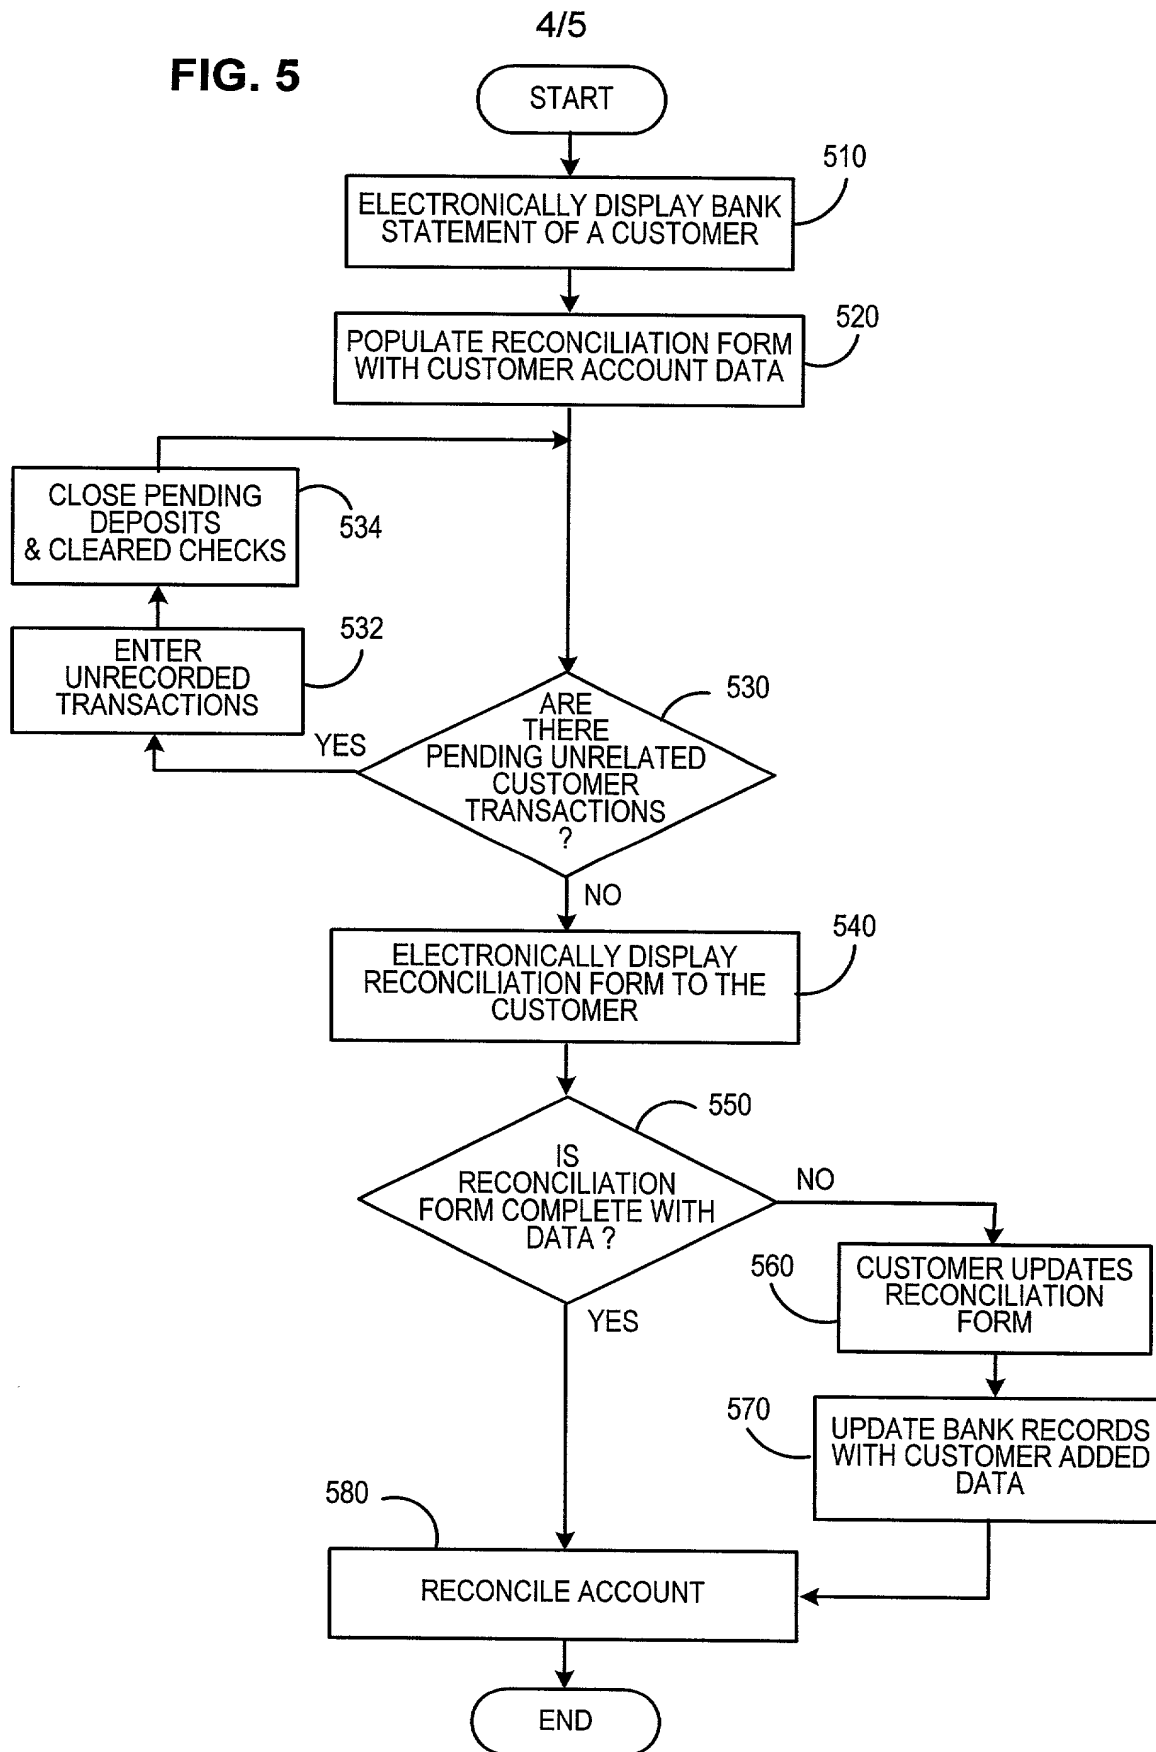 4/5
FIG. 5
START
510
ELECTRONICALLY DISPLAY BANK
STATEMENT OF A CUSTOMER
520
POPULATE RECONCILIATION FORM
WITH CUSTOMER ACCOUNT DATA
CLOSE PENDING
DEPOSITS
& CLEARED CHECKS
534
532
ENTER
UNRECORDED
TRANSACTIONS
530
ARE
THERE
PENDING UNRELATED
CUSTOMER
TRANSACTIONS
?
YES
NO
540
ELECTRONICALLY DISPLAY
RECONCILIATION FORM TO THE
CUSTOMER
550
IS
RECONCILIATION
FORM COMPLETE WITH
DATA ?
NO
YES
560
CUSTOMER UPDATES
RECONCILIATION
FORM
570
UPDATE BANK RECORDS
WITH CUSTOMER ADDED
DATA
580
RECONCILE ACCOUNT
END